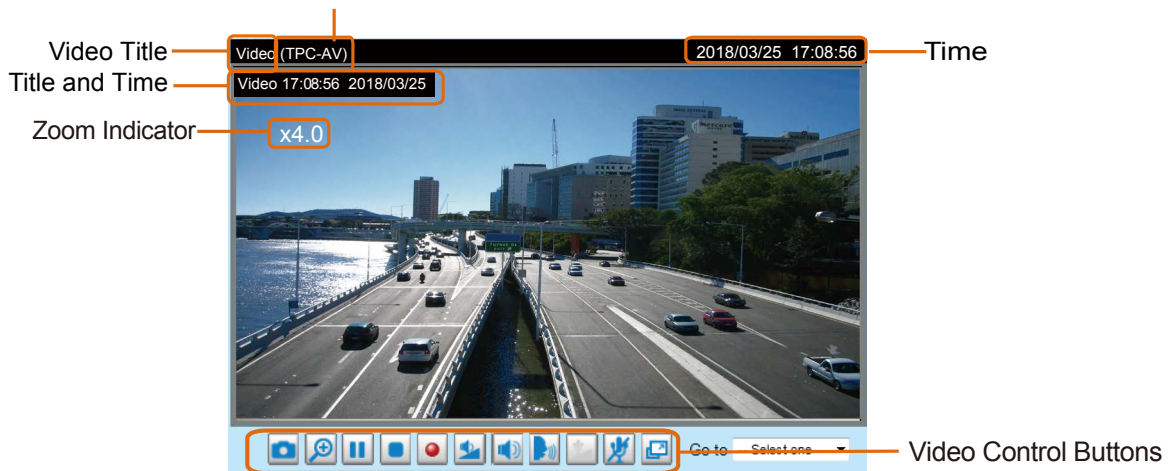 Video Title
Video (TPC-AV)
2018/03/25 17:08:56
Time
Title and Time
Video 17:08:56 2018/03/25
Zoom Indicator
x4.0
Go to
Select one
Video Control Buttons